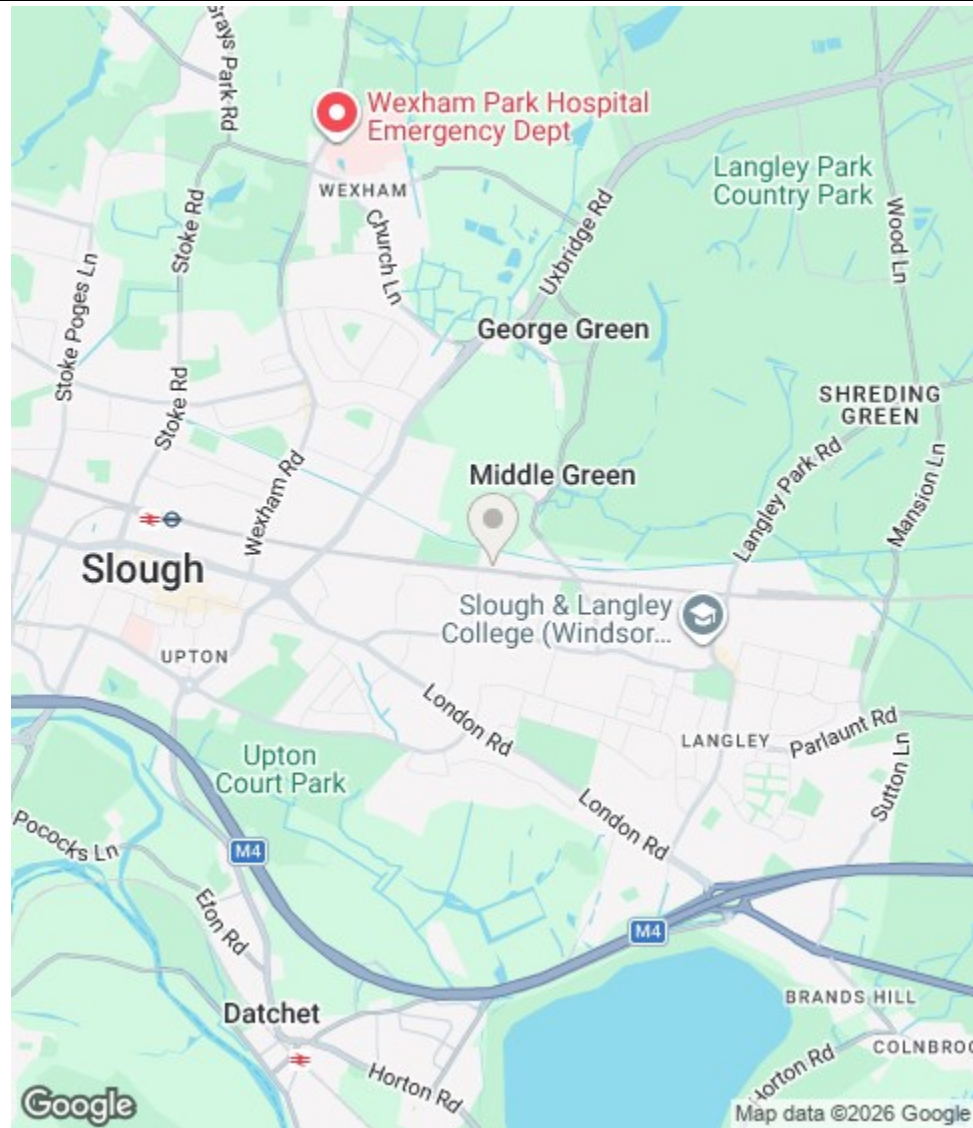 Grays Park Rd
Wexham Park Hospital
Emergency Dept
WEXHAM
Langley Park
Country Park
Stoke Rd
Church Ln
Uxbridge Rd
Wood Ln
Stoke Poges Ln
George Green
Stoke Rd
SHREDING
GREEN
Langley Park Rd
Mansion Ln
Middle Green
Wexham Rd
Slough
Slough & Langley
College (Windsor...
UPTON
London Rd
LANGLEY
Parlaunt Rd
Upton
Court Park
Sutton Ln
London Rd
Pococks Ln
M4
Eton Rd
M4
BRANDS HILL
Datchet
COLNBROO
Horton Rd
Horton Rd
Google
Map data ©2026 Google